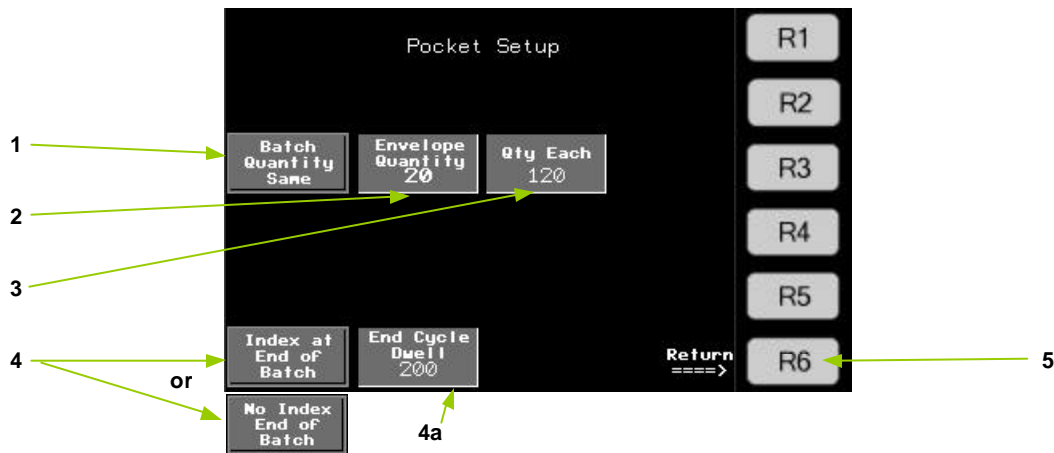 Pocket Setup
R1
R2
1
Batch
Quantity
Same
Envelope
Quantity
20
Qty Each
120
R3
2
R4
3
R5
4
or
Index at
End of
Batch
End Cycle
Dwell
200
Return
====>
R6
5
No Index
End of
Batch
4a